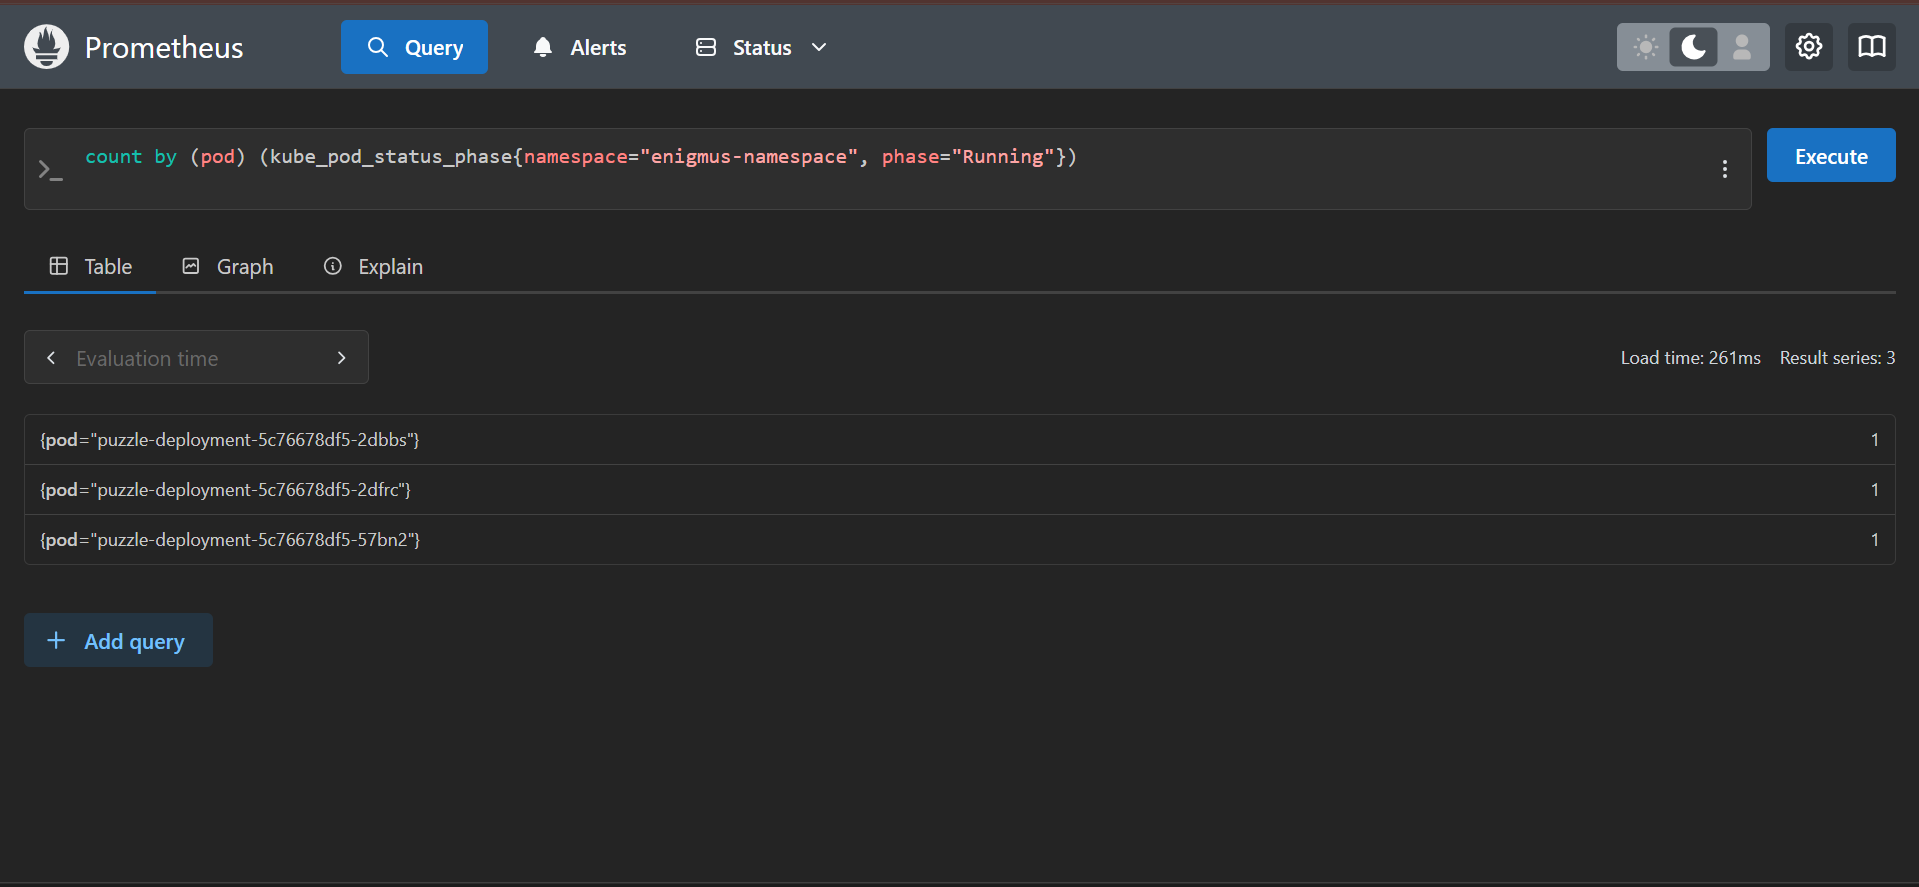 Prometheus
Query
Alerts
Status
count by (pod) (kube_pod_status_phase{namespace="enigmus-namespace", phase="Running"})
Execute
Table
Graph
Explain
Evaluation time
Load time: 261ms
Result series: 3
{pod="puzzle-deployment-5c76678df5-2dbbs"} 1
{pod="puzzle-deployment-5c76678df5-2dfrc"} 1
{pod="puzzle-deployment-5c76678df5-57bn2"} 1
Add query